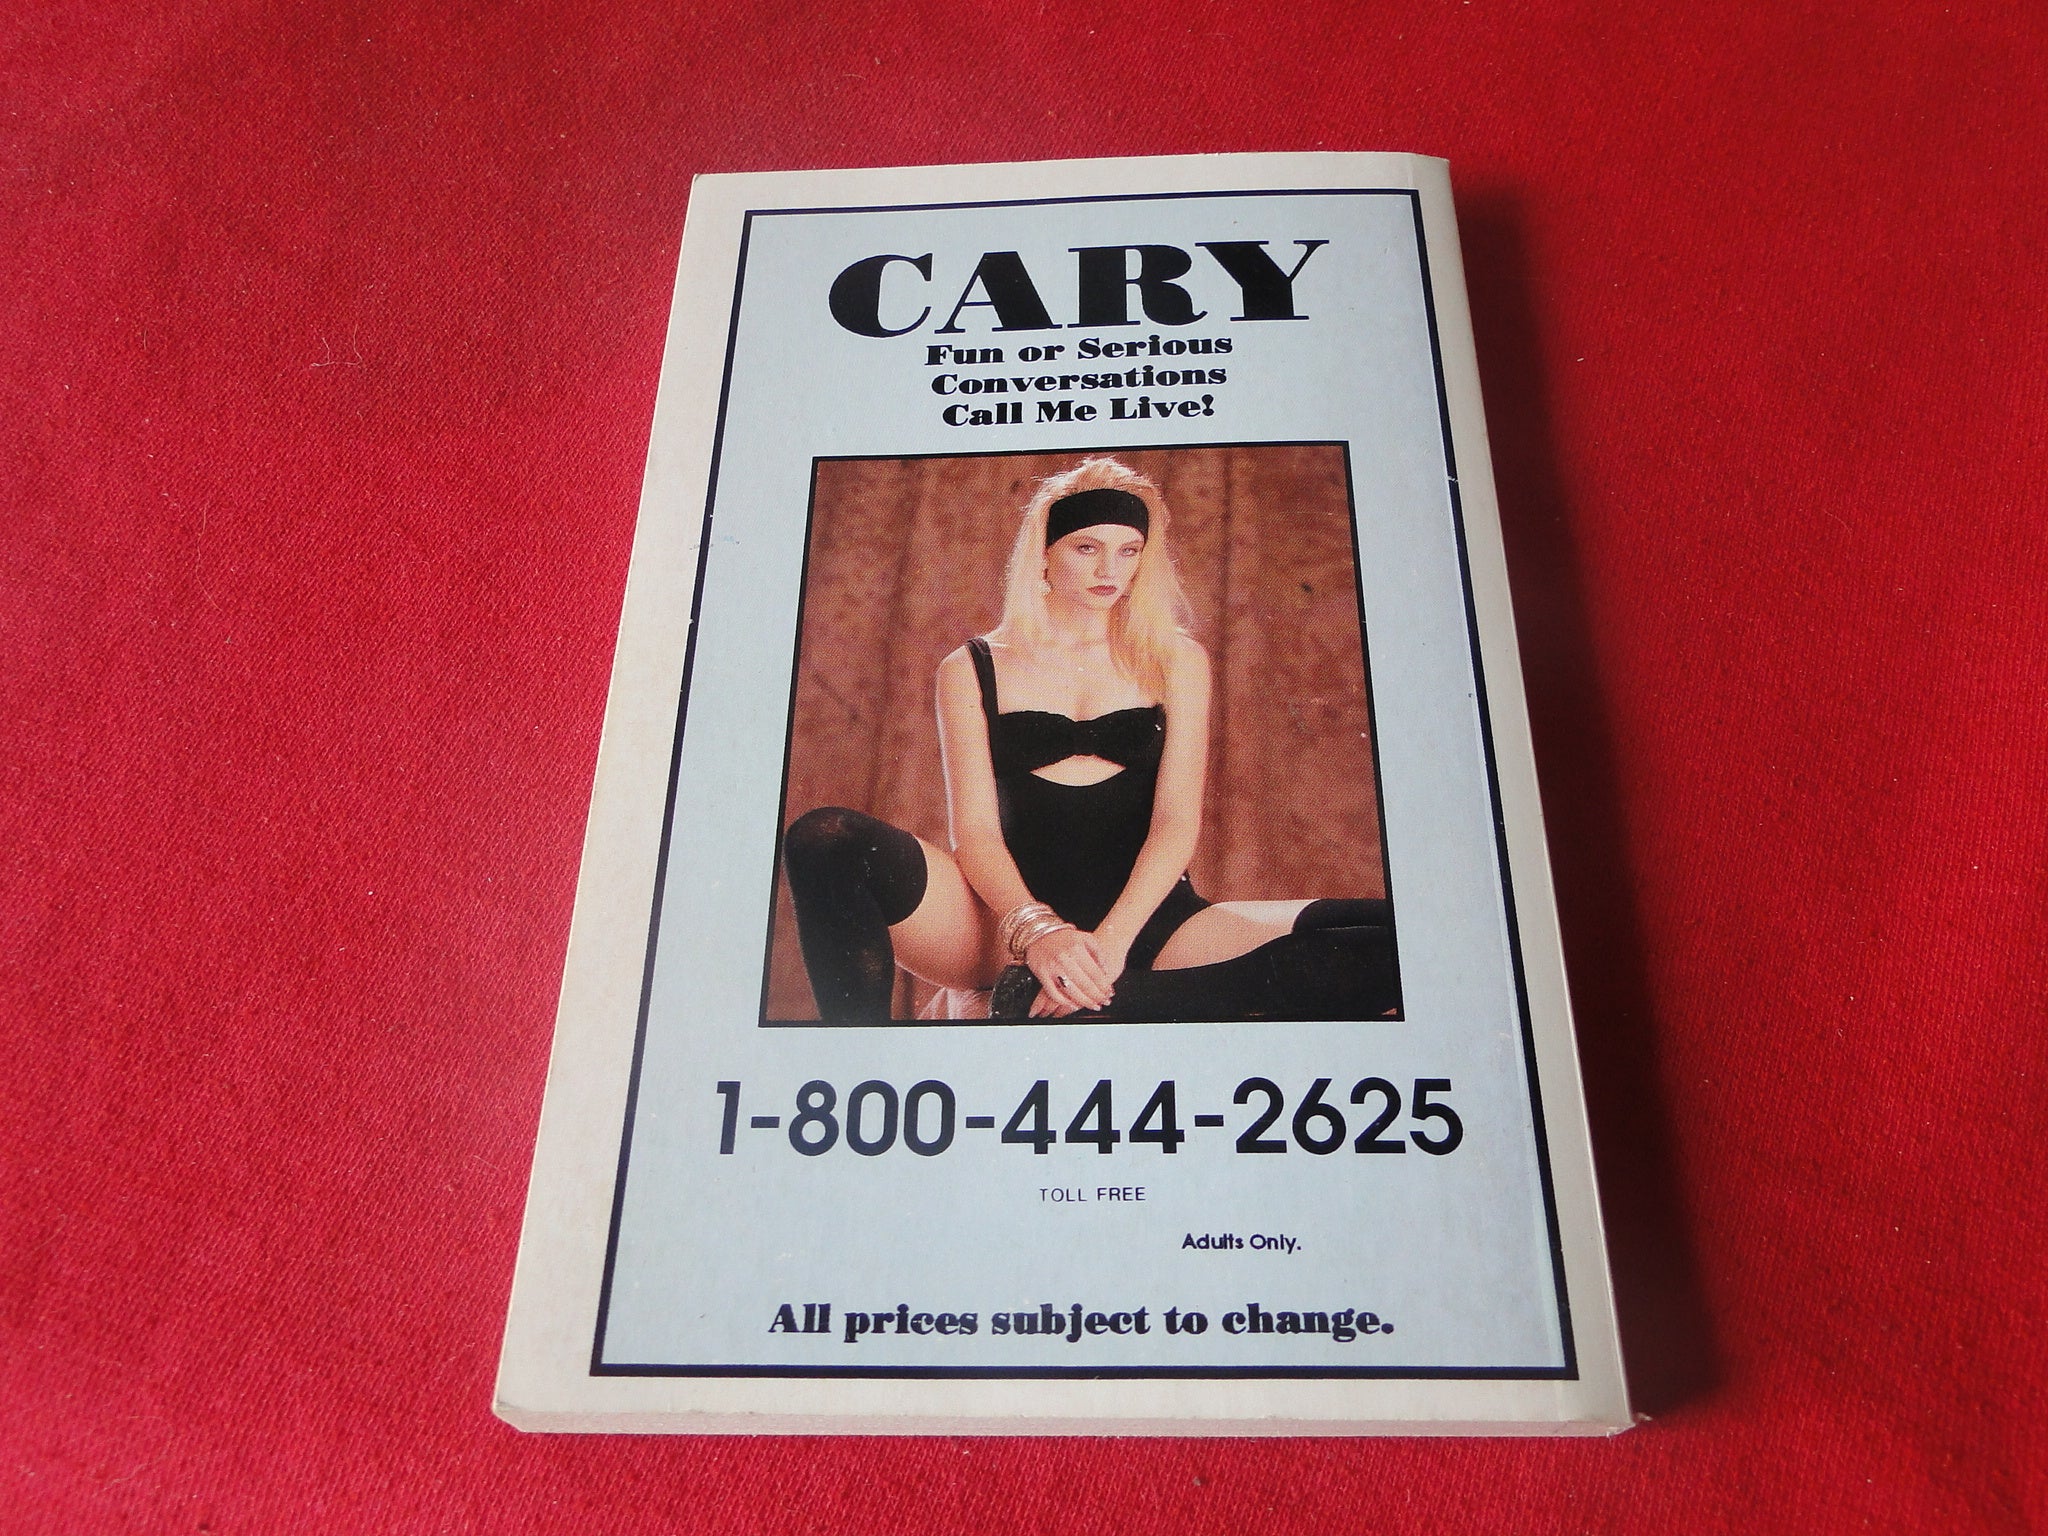 CARY
Fun or Serious
Conversations
Call Me Live!
1-800-444-2625
TOLL FREE
Adults Only.
All prices subject to change.